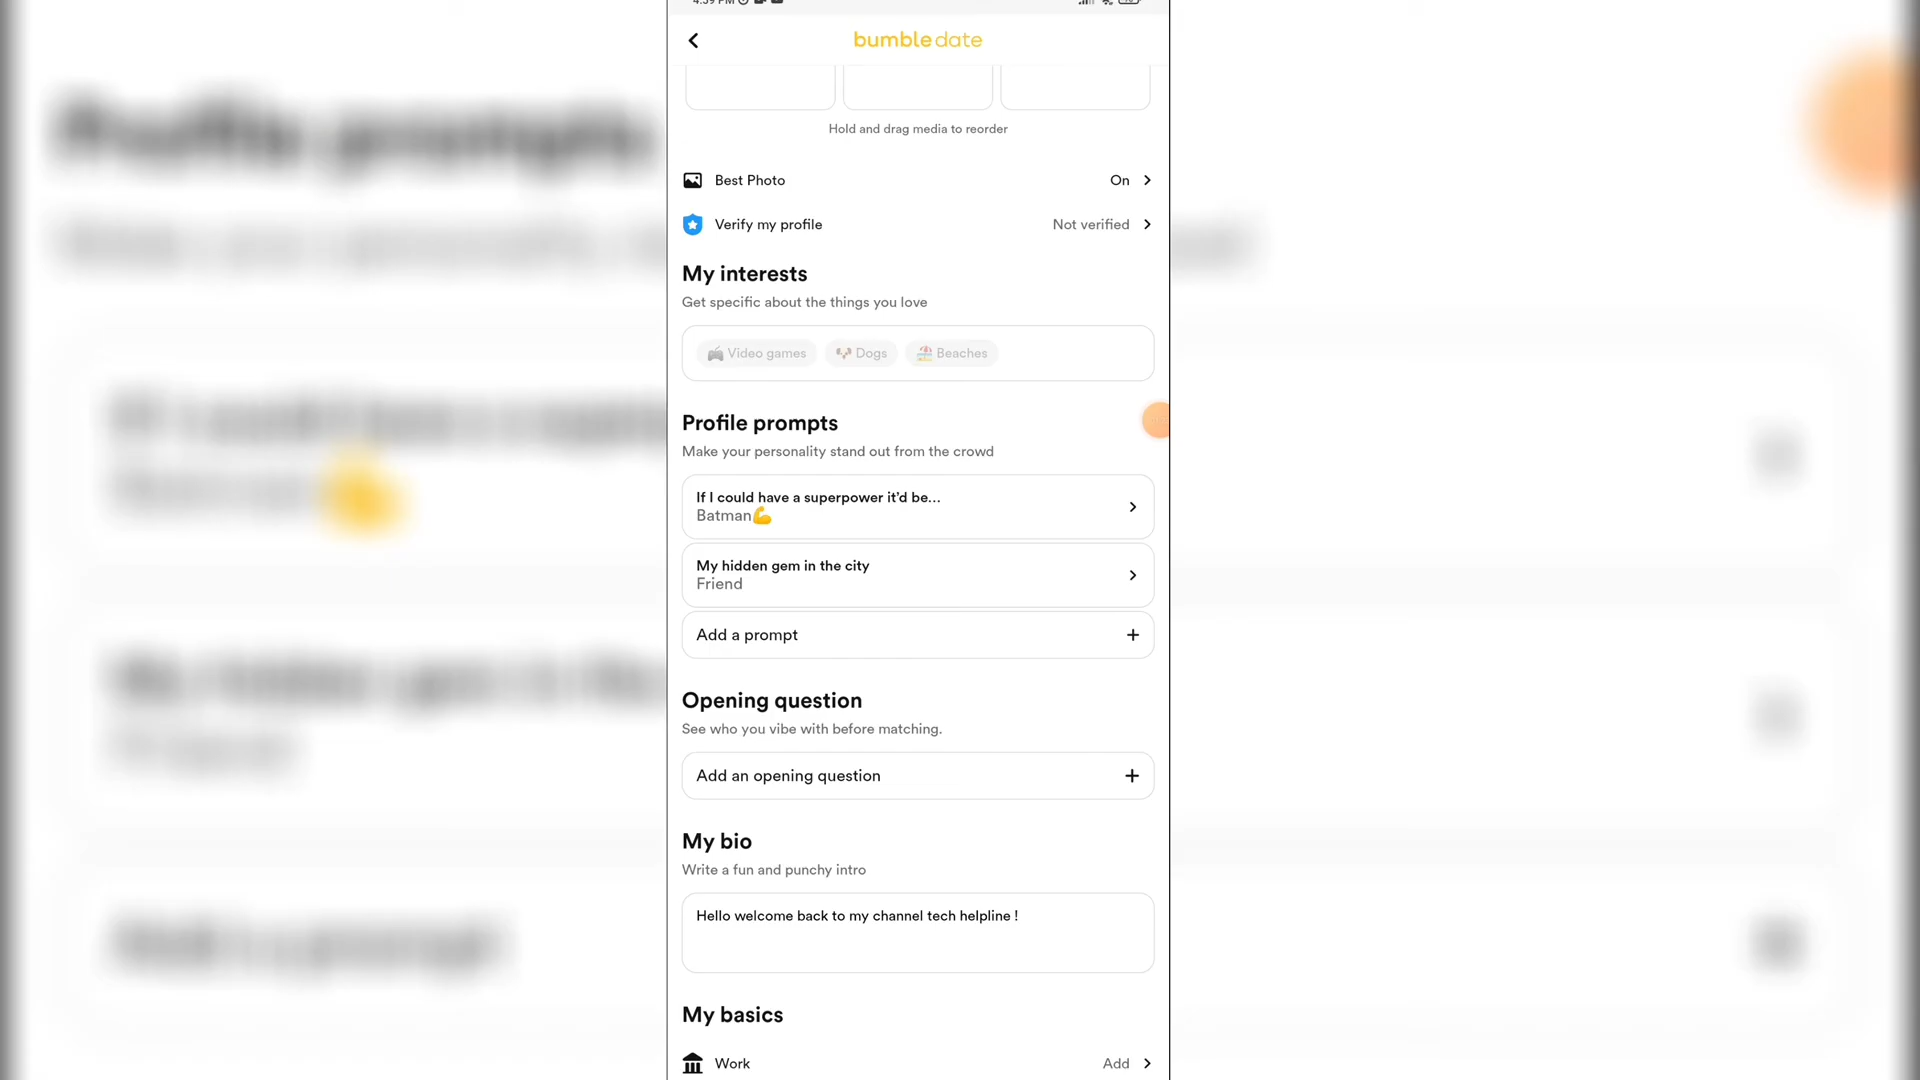 bumble date
Hold and drag media to reorder
Best Photo On
Verify my profile Not verified
My interests
Get specific about the things you love
🎮 Video games 🐶 Dogs 🏖 Beaches
Profile prompts
Make your personality stand out from the crowd
If I could have a superpower it'd be...
Batman💪
My hidden gem in the city
Friend
Add a prompt +
Opening question
See who you vibe with before matching.
Add an opening question +
My bio
Write a fun and punchy intro
Hello welcome back to my channel tech helpline !
My basics
Work Add